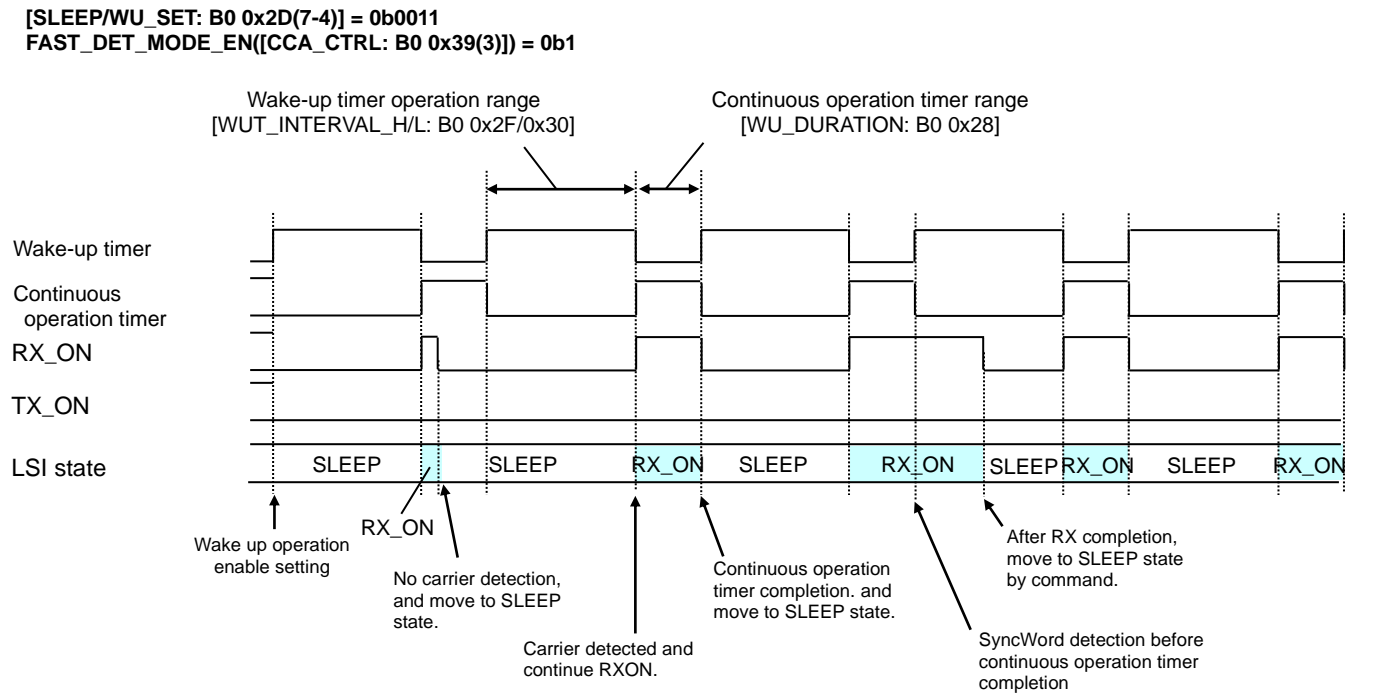 [SLEEP/WU_SET: B0 0x2D(7-4)] = 0b0011
FAST_DET_MODE_EN([CCA_CTRL: B0 0x39(3)]) = 0b1
Wake-up timer operation range
[WUT_INTERVAL_H/L: B0 0x2F/0x30]
Continuous operation timer range
[WU_DURATION: B0 0x28]
Wake-up timer
Continuous
operation timer
RX_ON
TX_ON
LSI state
SLEEP
SLEEP
RX_ON
SLEEP
RX_ON
SLEEP
RX_ON
SLEEP
RX_ON
RX_ON
Wake up operation
enable setting
No carrier detection,
and move to SLEEP
state.
Carrier detected and
continue RXON.
Continuous operation
timer completion. and
move to SLEEP state.
After RX completion,
move to SLEEP state
by command.
SyncWord detection before
continuous operation timer
completion